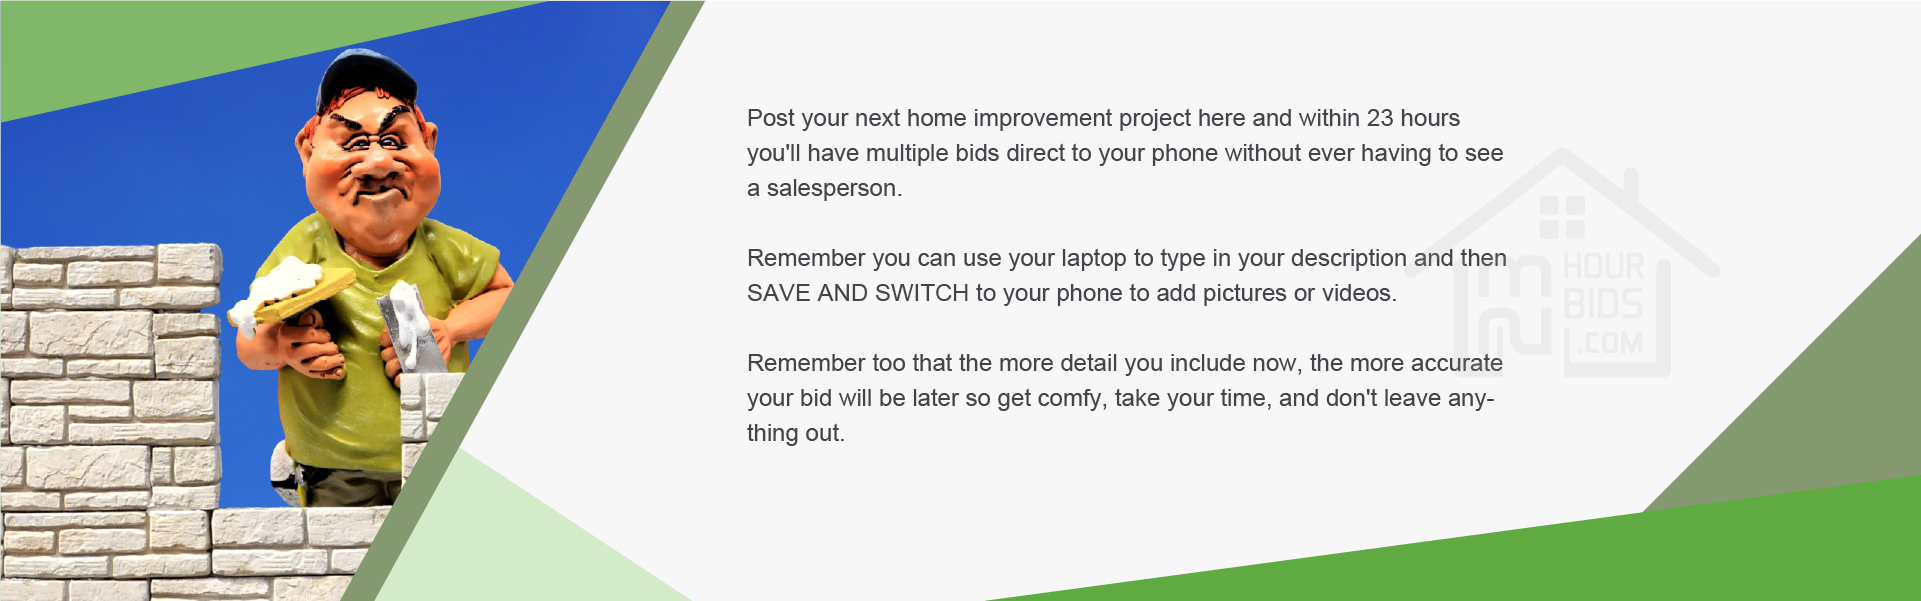 Post your next home improvement project here and within 23 hours
you'll have multiple bids direct to your phone without ever having to see
a salesperson.
Remember you can use your laptop to type in your description and then
SAVE AND SWITCH to your phone to add pictures or videos.
Remember too that the more detail you include now, the more accurate
your bid will be later so get comfy, take your time, and don't leave any-
thing out.
HOUR
BIDS
.COM